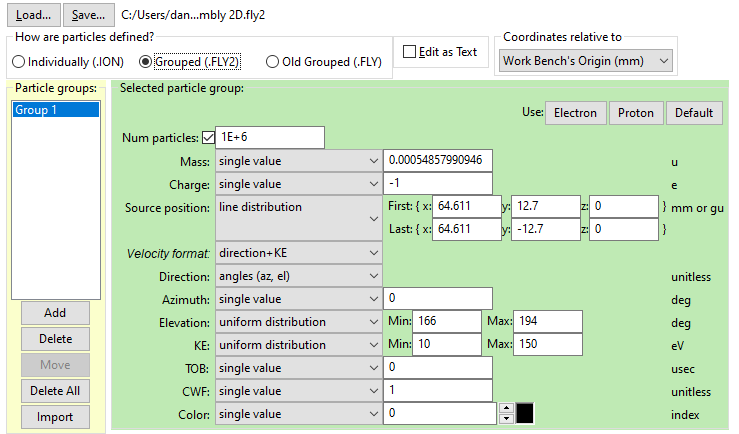 Load... Save... C:/Users/dan...mbly 2D.fly2
How are particles defined?
Individually (.ION) Grouped (.FLY2) Old Grouped (.FLY)
Edit as Text
Coordinates relative to
Work Bench's Origin (mm)
Particle groups:
Group 1
Add
Delete
Move
Delete All
Import
Selected particle group:
Use: Electron Proton Default
Num particles: 1E+6
Mass: single value 0.00054857990946 u
Charge: single value -1 e
Source position: line distribution First: { x: 64.611 y: 12.7 z: 0 } mm or gu
Last: { x: 64.611 y: -12.7 z: 0 }
Velocity format: direction+KE
Direction: angles (az, el) unitless
Azimuth: single value 0 deg
Elevation: uniform distribution Min: 166 Max: 194 deg
KE: uniform distribution Min: 10 Max: 150 eV
TOB: single value 0 usec
CWF: single value 1 unitless
Color: single value 0 index